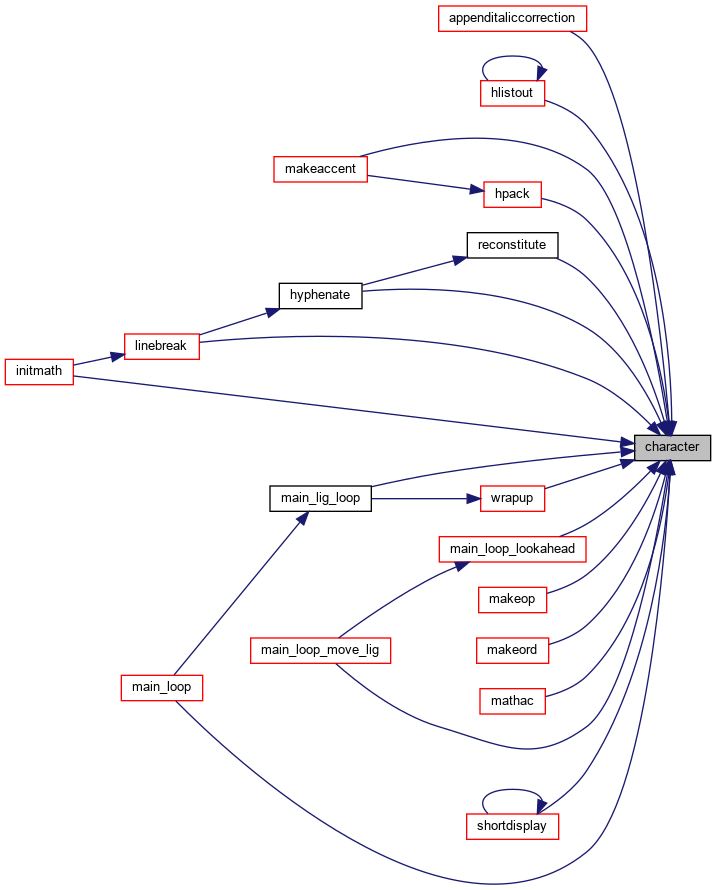 appenditaliccorrection
hlistout
makeaccent
hpack
reconstitute
hyphenate
linebreak
initmath
character
main_lig_loop
wrapup
main_loop_lookahead
makeop
makeord
main_loop_move_lig
main_loop
mathac
shortdisplay